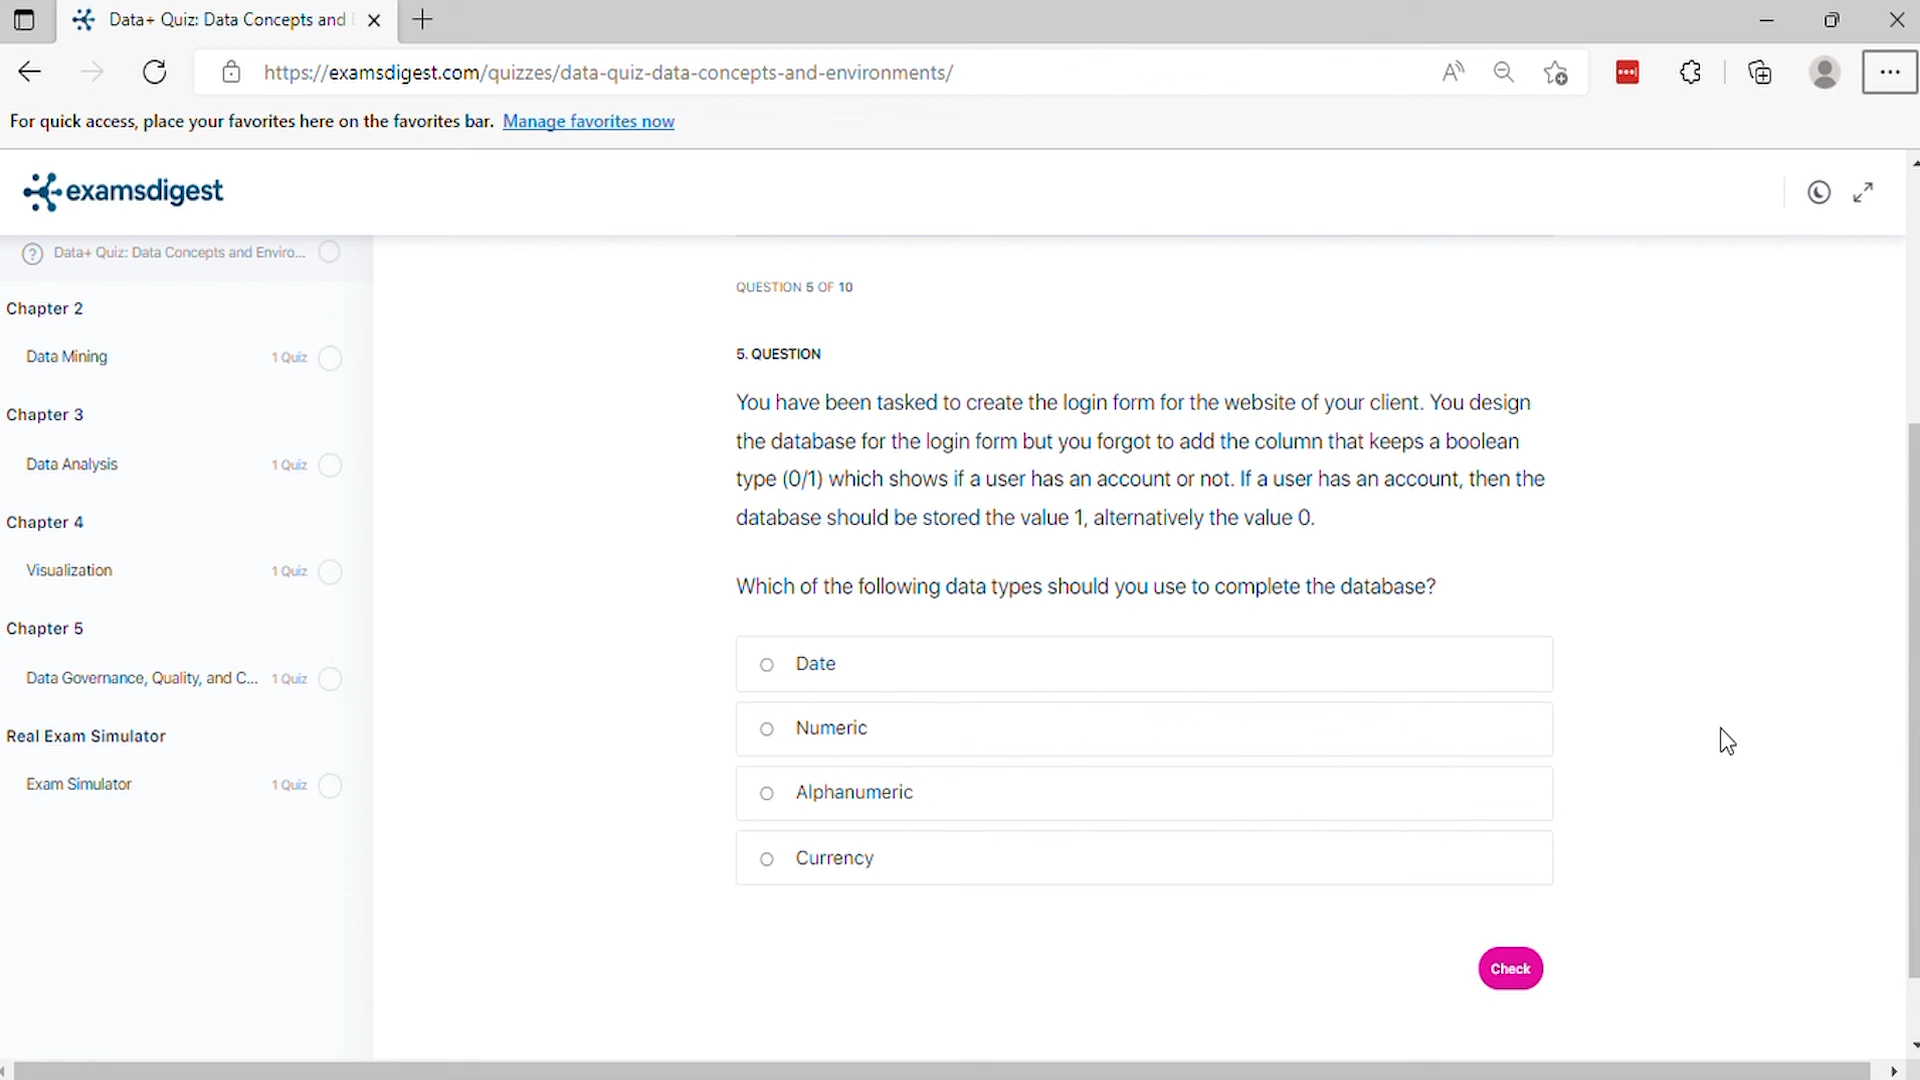 Data+ Quiz: Data Concepts and
https://examsdigest.com/quizzes/data-quiz-data-concepts-and-environments/
For quick access, place your favorites here on the favorites bar. Manage favorites now
examsdigest
Data+ Quiz: Data Concepts and Enviro...
Chapter 2
Data Mining 1 Quiz
Chapter 3
Data Analysis 1 Quiz
Chapter 4
Visualization 1 Quiz
Chapter 5
Data Governance, Quality, and C... 1 Quiz
Real Exam Simulator
Exam Simulator 1 Quiz
QUESTION 5 OF 10
5. QUESTION
You have been tasked to create the login form for the website of your client. You design
the database for the login form but you forgot to add the column that keeps a boolean
type (0/1) which shows if a user has an account or not. If a user has an account, then the
database should be stored the value 1, alternatively the value 0.
Which of the following data types should you use to complete the database?
Date
Numeric
Alphanumeric
Currency
Check